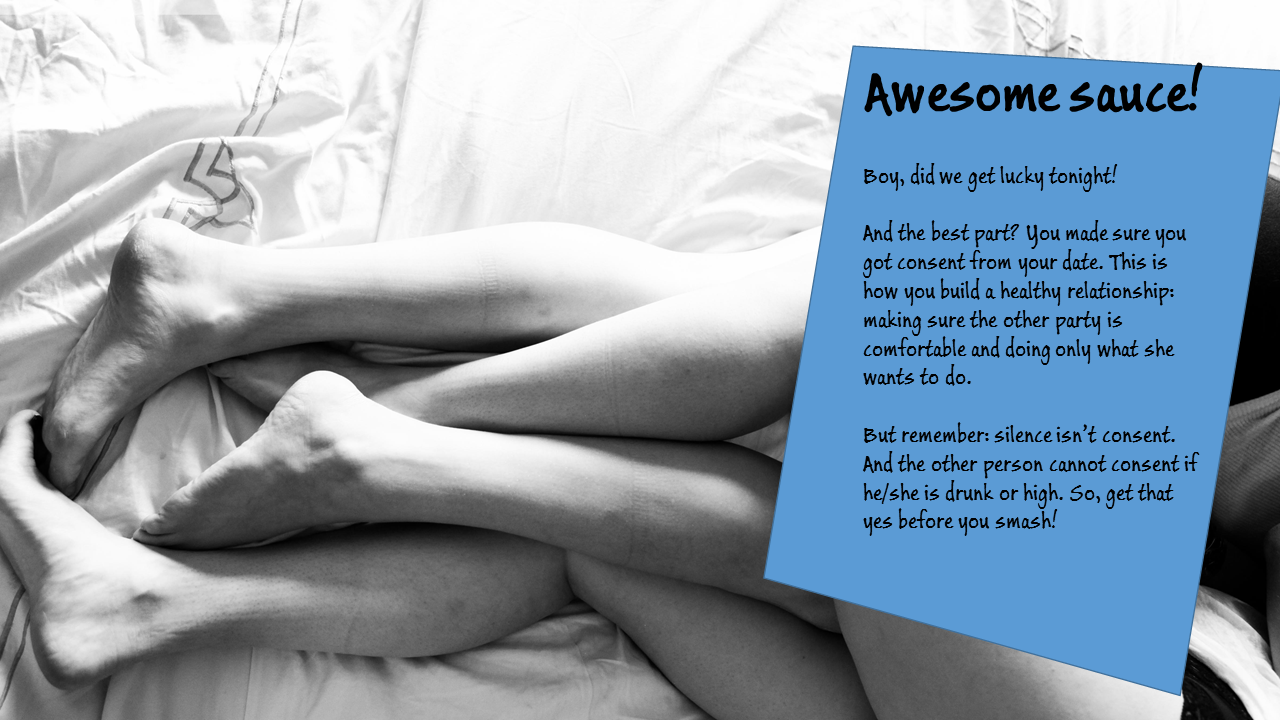 Awesome sauce!
Boy, did we get lucky tonight!
And the best part? You made sure you
got consent from your date. This is
how you build a healthy relationship:
making sure the other party is
comfortable and doing only what she
wants to do.
But remember: silence isn't consent.
And the other person cannot consent if
he/she is drunk or high. So, get that
yes before you smash!